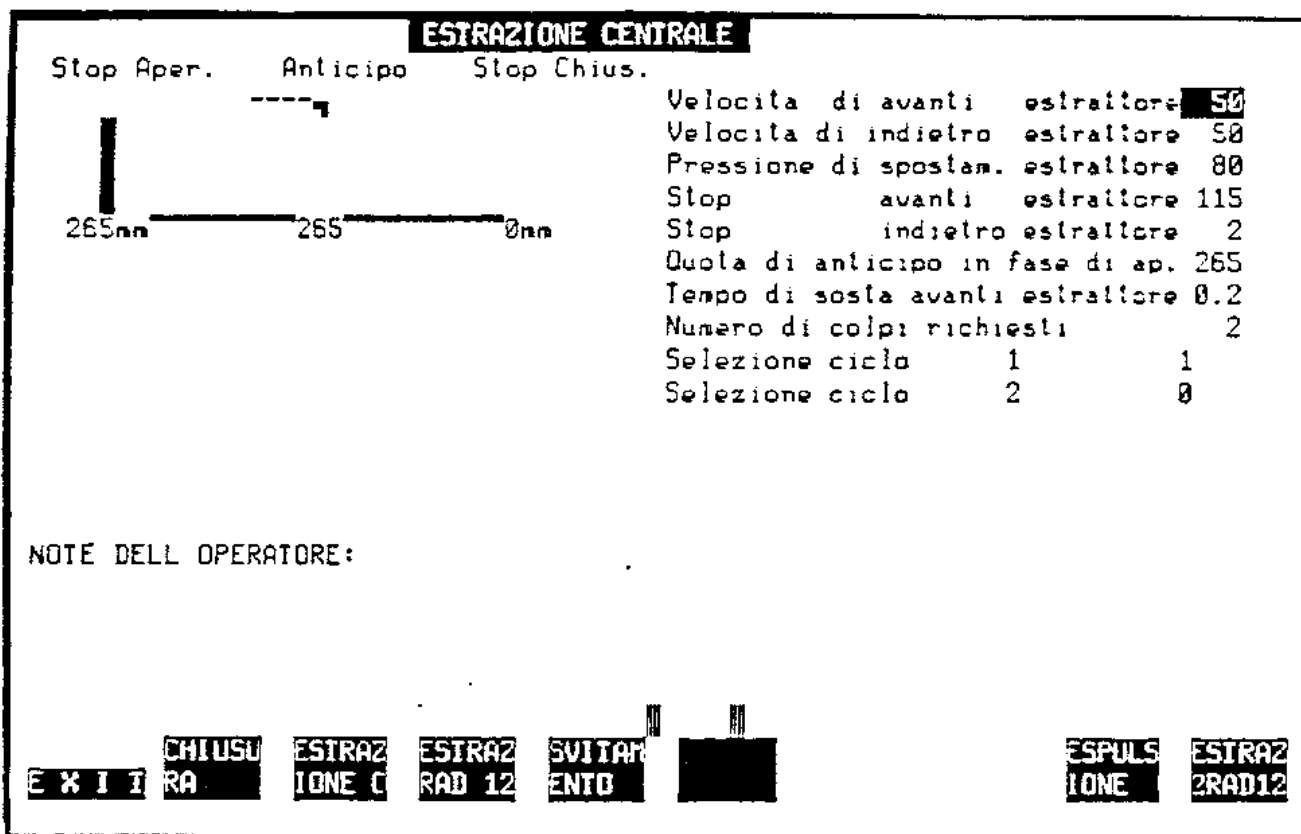 ESTRAZIONE CENTRALE
Stop Aper. Anticipo Stop Chius.
265mm 265 0mm
Velocita di avanti estrattore 50
Velocita di indietro estrattore 50
Pressione di spostam. estrattore 80
Stop avanti estrattore 115
Stop indietro estrattore 2
Quota di anticipo in fase di ap. 265
Tempo di sosta avanti estrattore 0.2
Numero di colpi richiesti 2
Selezione ciclo 1 1
Selezione ciclo 2 0
NOTE DELL OPERATORE:
E X I T
CHIUSU
RA
ESTRAZ
IONE C
ESTRAZ
RAD 12
SVITAM
ENTO
ESPULS
IONE
ESTRAZ
2RAD12